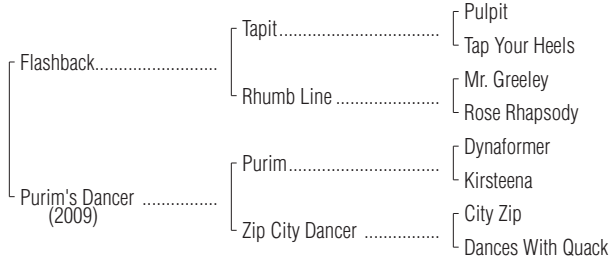 Pulpit
Tapit
Tap Your Heels
Flashback
Mr. Greeley
Rhumb Line
Rose Rhapsody
Dynaformer
Purim
Kirsteena
Purim's Dancer
(2009)
City Zip
Zip City Dancer
Dances With Quack